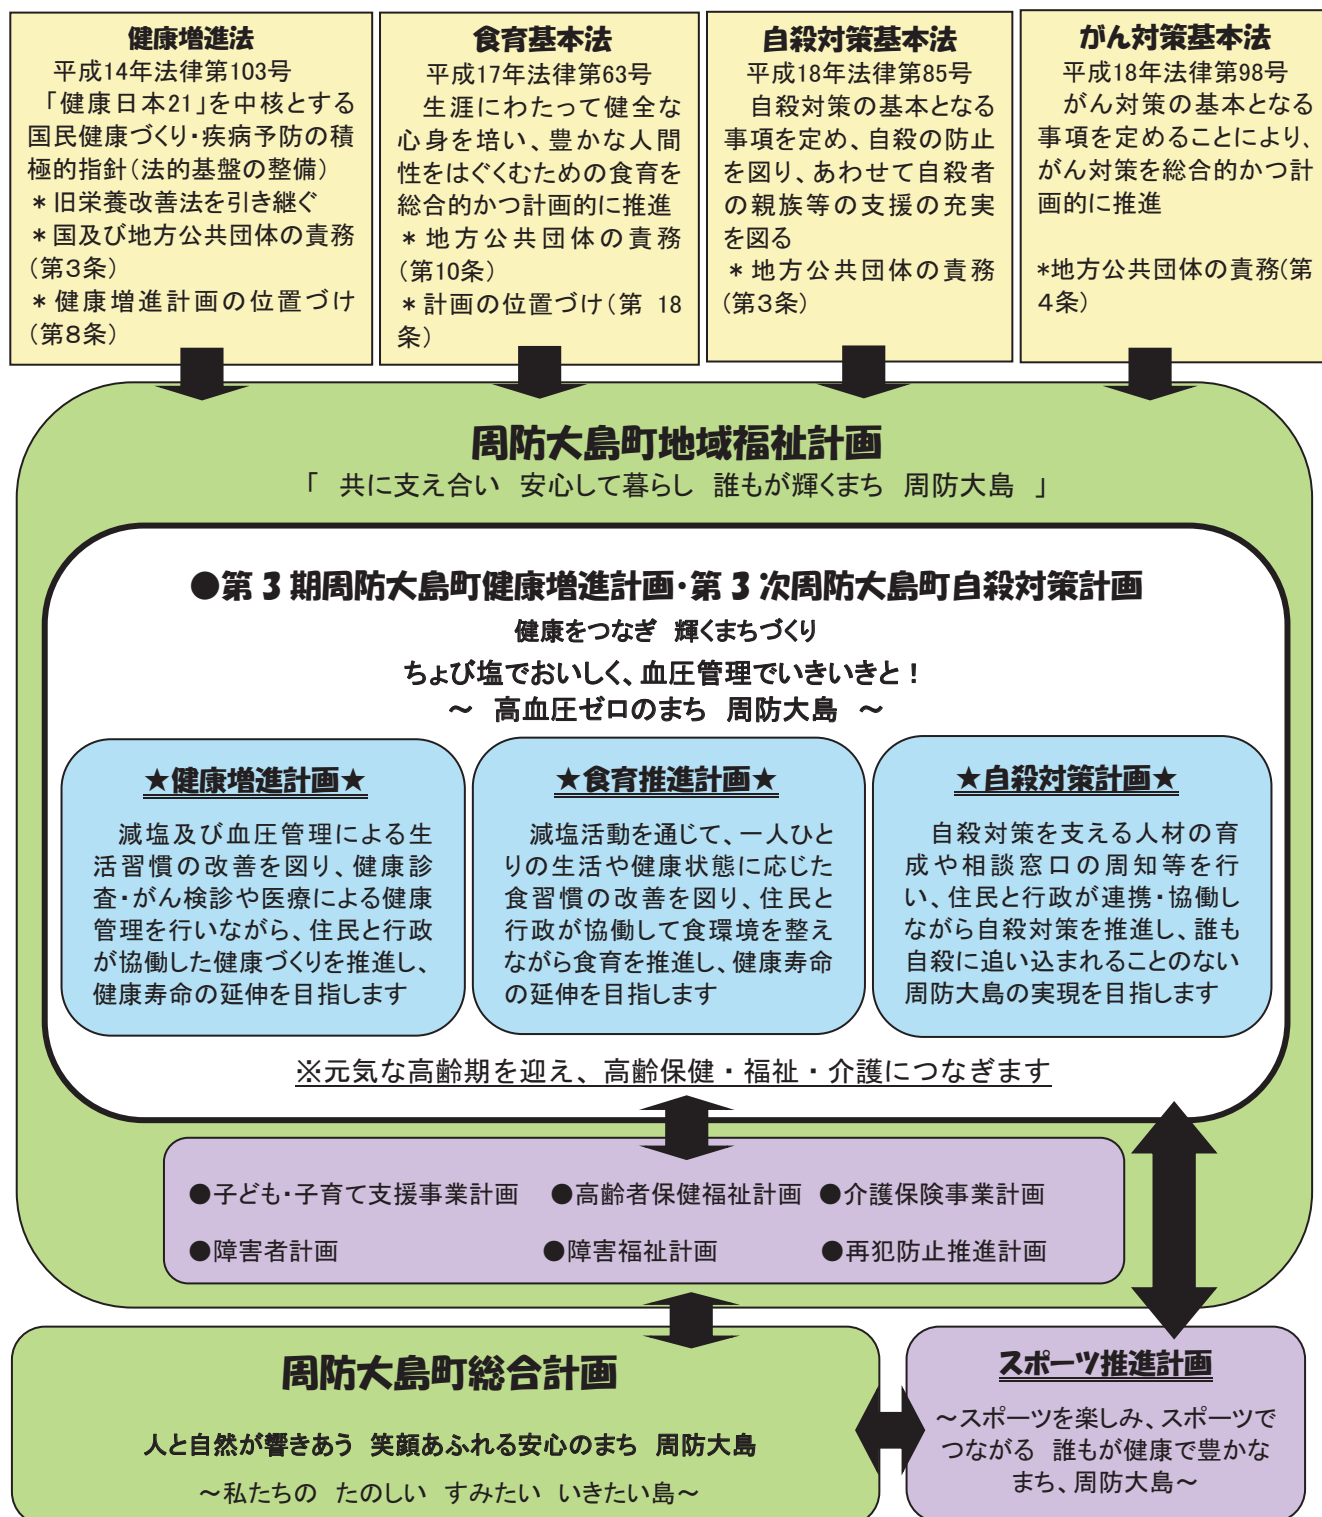 健康増進法
平成14年法律第103号
「健康日本21」を中核とする
国民健康づくり・疾病予防の積
極的指針(法的基盤の整備)
＊旧栄養改善法を引き継ぐ
＊国及び地方公共団体の責務
(第3条)
＊健康増進計画の位置づけ
(第8条)
食育基本法
平成17年法律第63号
生涯にわたって健全な
心身を培い、豊かな人間
性をはぐくむための食育を
総合的かつ計画的に推進
＊地方公共団体の責務
(第10条)
＊計画の位置づけ(第 18
条)
自殺対策基本法
平成18年法律第85号
自殺対策の基本となる
事項を定め、自殺の防止
を図り、あわせて自殺者
の親族等の支援の充実
を図る
＊地方公共団体の責務
(第3条)
がん対策基本法
平成18年法律第98号
がん対策の基本となる
事項を定めることにより、
がん対策を総合的かつ計
画的に推進
*地方公共団体の責務(第
4条)
周防大島町地域福祉計画
「 共に支え合い 安心して暮らし 誰もが輝くまち 周防大島 」
●第3期周防大島町健康増進計画・第3次周防大島町自殺対策計画
健康をつなぎ 輝くまちづくり
ちょび塩でおいしく、血圧管理でいきいきと！
～ 高血圧ゼロのまち 周防大島 ～
★健康増進計画★
減塩及び血圧管理による生
活習慣の改善を図り、健康診
査・がん検診や医療による健康
管理を行いながら、住民と行政
が協働した健康づくりを推進し、
健康寿命の延伸を目指します
★食育推進計画★
減塩活動を通じて、一人ひと
りの生活や健康状態に応じた
食習慣の改善を図り、住民と
行政が協働して食環境を整え
ながら食育を推進し、健康寿命
の延伸を目指します
★自殺対策計画★
自殺対策を支える人材の育
成や相談窓口の周知等を行
い、住民と行政が連携・協働し
ながら自殺対策を推進し、誰も
自殺に追い込まれることのない
周防大島の実現を目指します
※元気な高齢期を迎え、高齢保健・福祉・介護につなぎます
●子ども・子育て支援事業計画 ●高齢者保健福祉計画 ●介護保険事業計画
●障害者計画 ●障害福祉計画 ●再犯防止推進計画
周防大島町総合計画
人と自然が響きあう 笑顔あふれる安心のまち 周防大島
～私たちの たのしい すみたい いきたい島～
スポーツ推進計画
～スポーツを楽しみ、スポーツで
つながる 誰もが健康で豊かな
まち、周防大島～